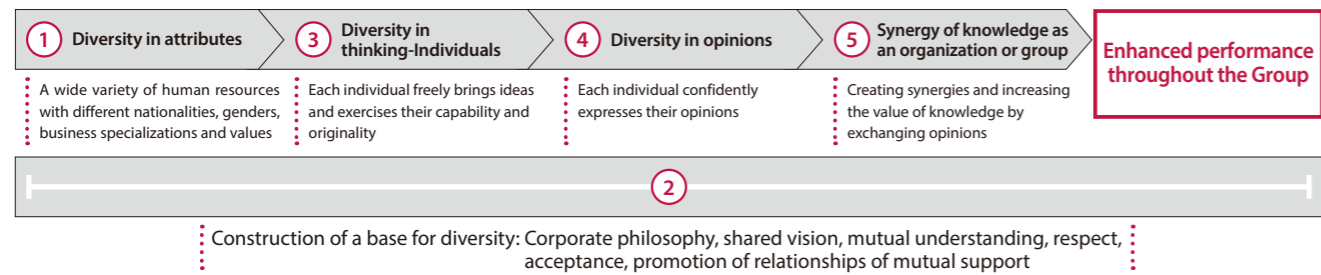 1 Diversity in attributes
A wide variety of human resources
with different nationalities, genders,
business specializations and values
3 Diversity in
thinking-Individuals
Each individual freely brings ideas
and exercises their capability and
originality
4 Diversity in opinions
Each individual confidently
expresses their opinions
5 Synergy of knowledge as
an organization or group
Creating synergies and increasing
the value of knowledge by
exchanging opinions
Enhanced performance
throughout the Group
2
Construction of a base for diversity: Corporate philosophy, shared vision, mutual understanding, respect,
acceptance, promotion of relationships of mutual support